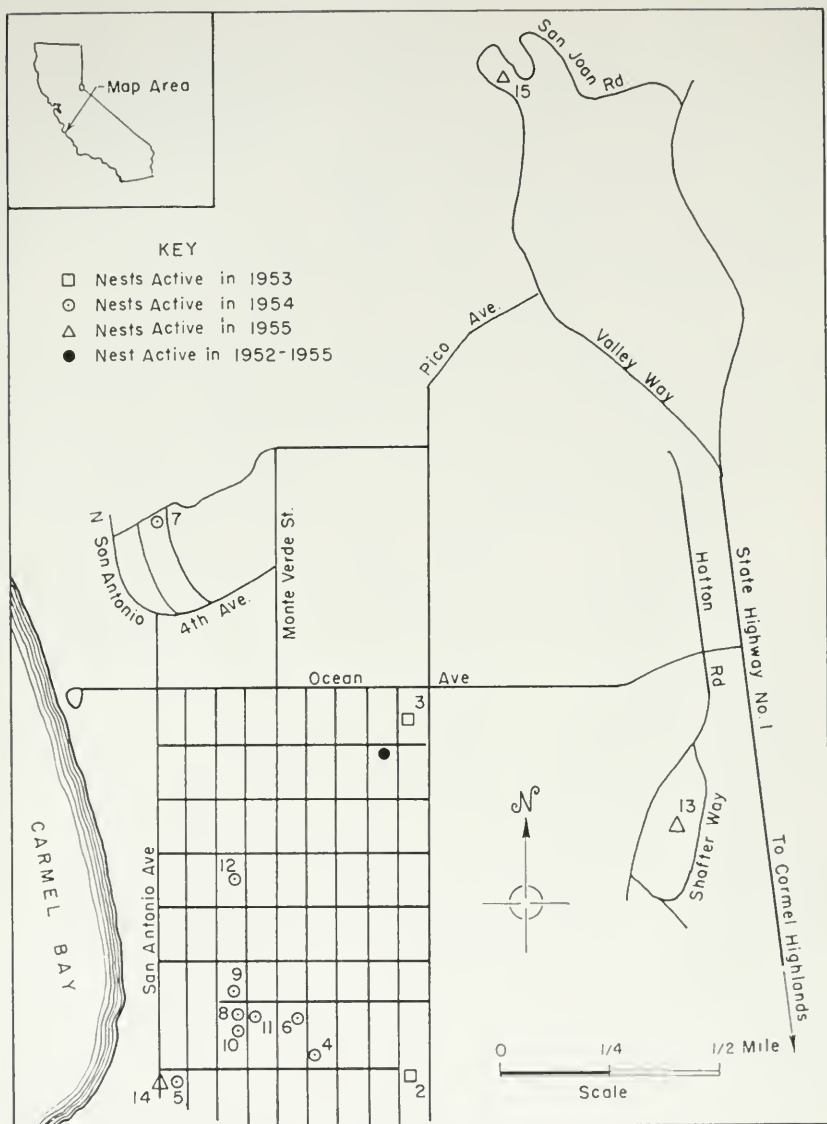 Map Area
KEY
Nests Active in 1953
Nests Active in 1954
Nests Active in 1955
Nest Active in 1952-1955
San Joan Rd
15
Pico Ave.
Valley Way
7
N San Antonio
4th Ave.
Monte Verde St.
Hatton Rd
State Highway No. 1
Ocean Ave
3
13
Shafter Way
N
12
San Antonio Ave
CARMEL BAY
9
8
11
6
10
4
To Carmel Highlands
14
5
2
0 1/4 1/2 Mile
Scale